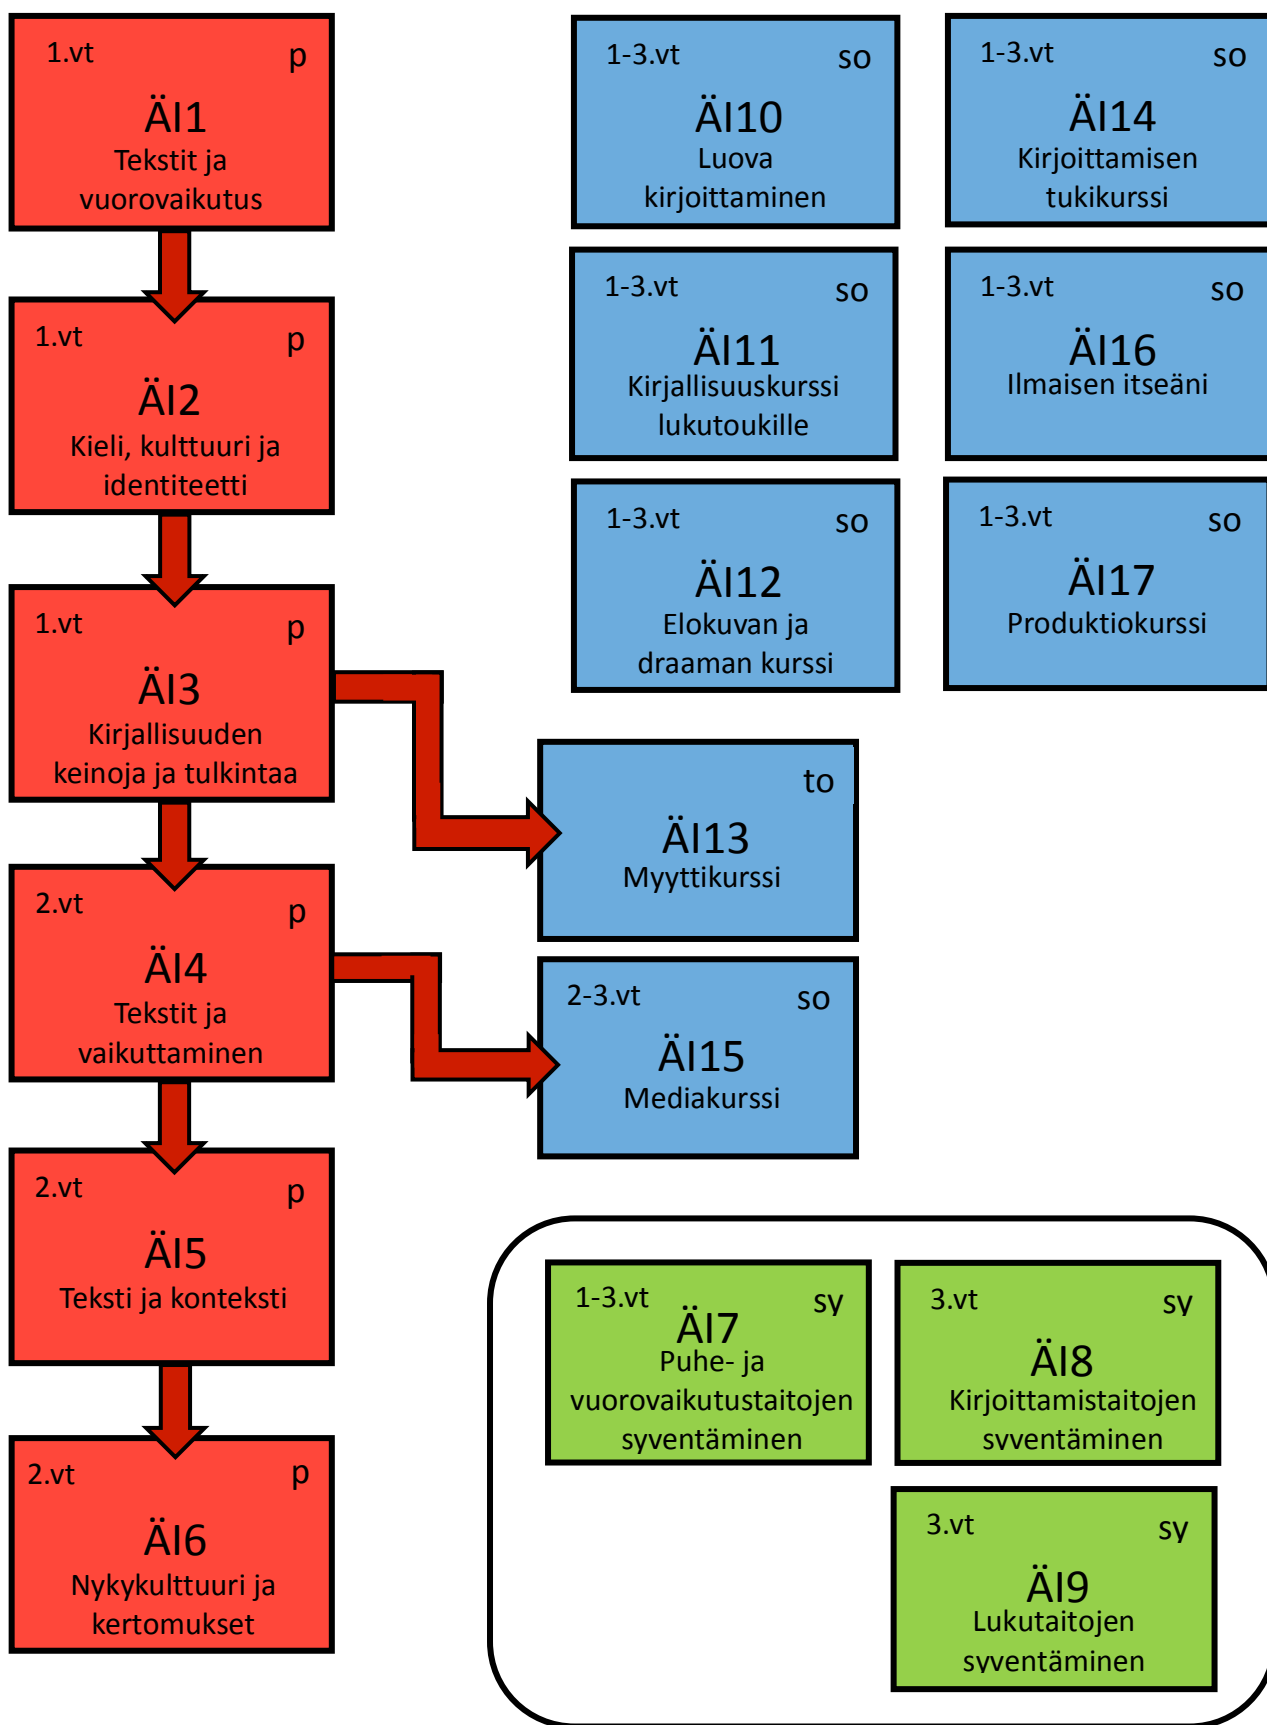 1.vt p
ÄI1
Tekstit ja
vuorovaikutus
1.vt p
ÄI2
Kieli, kulttuuri ja
identiteetti
1.vt p
ÄI3
Kirjallisuuden
keinoja ja tulkintaa
2.vt p
ÄI4
Tekstit ja
vaikuttaminen
2.vt p
ÄI5
Teksti ja konteksti
2.vt p
ÄI6
Nykykulttuuri ja
kertomukset
1-3.vt so
ÄI10
Luova
kirjoittaminen
1-3.vt so
ÄI14
Kirjoittamisen
tukikurssi
1-3.vt so
ÄI11
Kirjallisuuskurssi
lukutoukille
1-3.vt so
ÄI16
Ilmaisen itseäni
1-3.vt so
ÄI12
Elokuvan ja
draaman kurssi
1-3.vt so
ÄI17
Produktiokurssi
to
ÄI13
Myyttikurssi
2-3.vt so
ÄI15
Mediakurssi
1-3.vt sy
ÄI7
Puhe- ja
vuorovaikutustaitojen
syventäminen
3.vt sy
ÄI8
Kirjoittamistaitojen
syventäminen
3.vt sy
ÄI9
Lukutaitojen
syventäminen